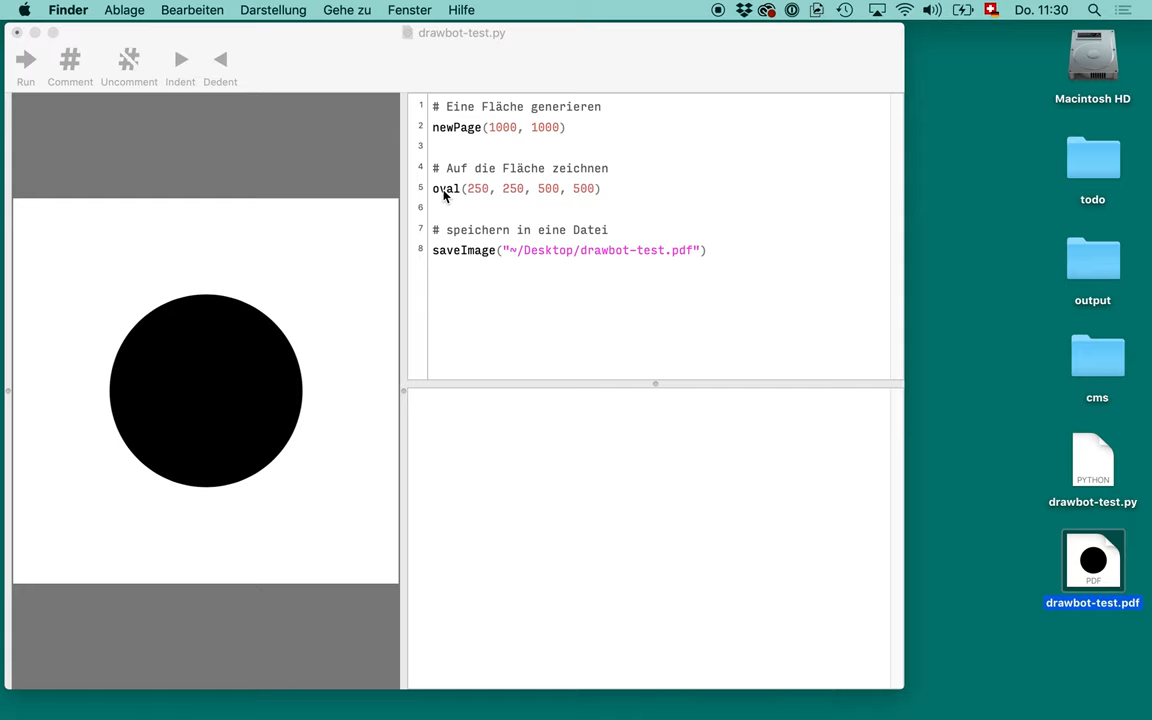 Finder Ablage Bearbeiten Darstellung Gehe zu Fenster Hilfe Do. 11:30
drawbot-test.py
Run Comment Uncomment Indent Dedent
1 # Eine Fläche generieren
2 newPage(1000, 1000)
3
4 # Auf die Fläche zeichnen
5 oval(250, 250, 500, 500)
6
7 # speichern in eine Datei
8 saveImage("~/Desktop/drawbot-test.pdf")
Macintosh HD
todo
output
cms
PYTHON
drawbot-test.py
PDF
drawbot-test.pdf